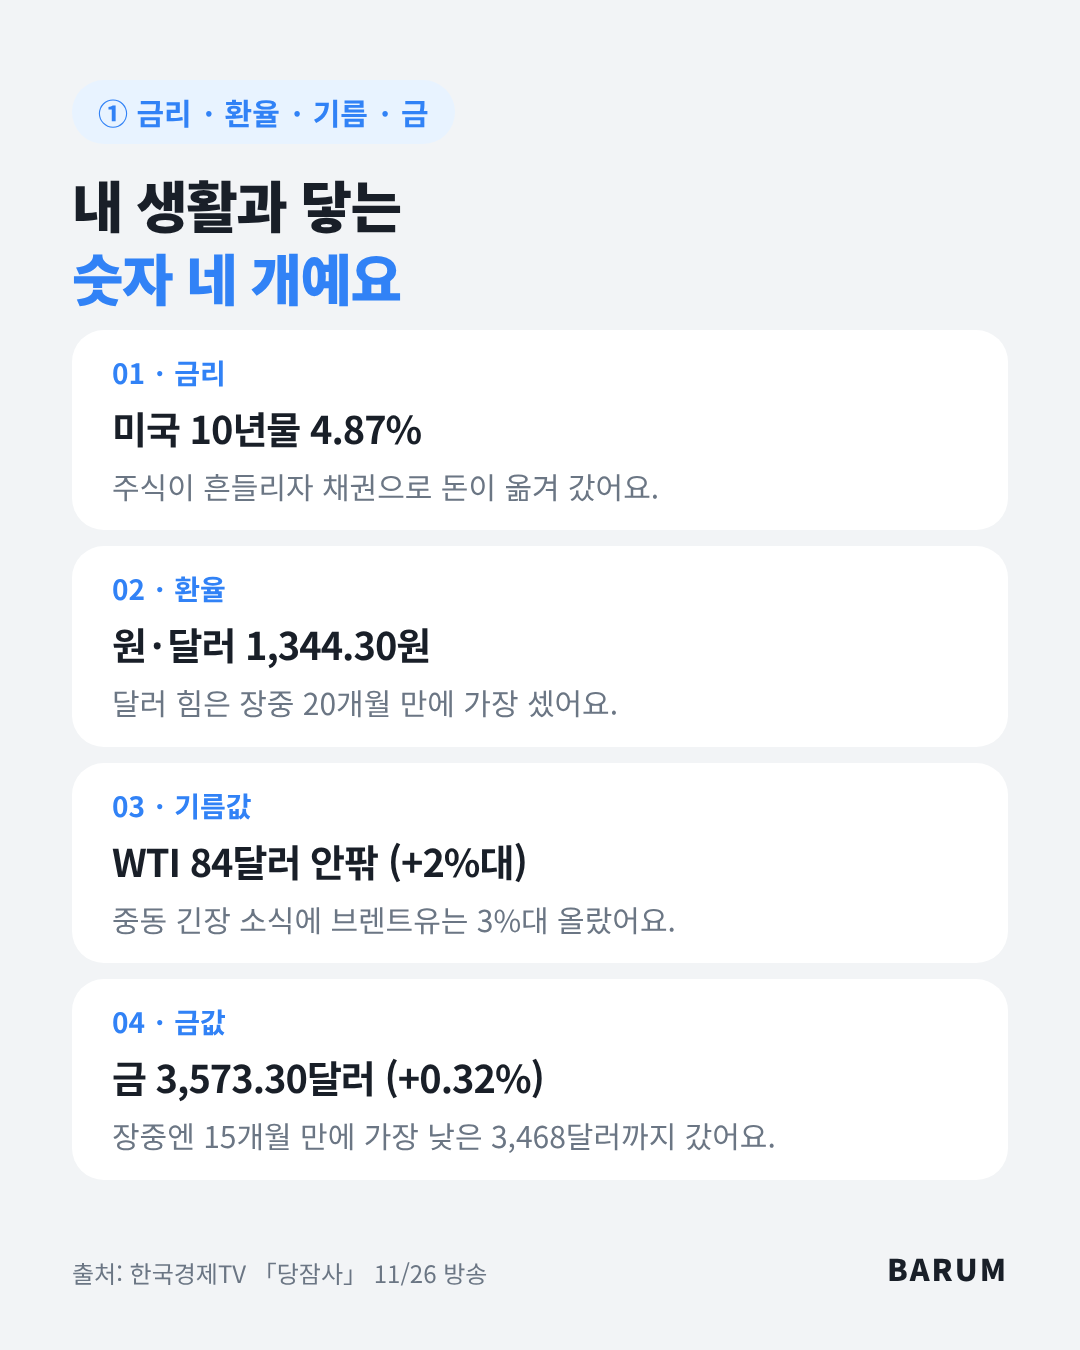 ① 금리 · 환율 · 기름 · 금
내 생활과 닿는
숫자 네 개예요
01 · 금리
미국 10년물 4.87%
주식이 흔들리자 채권으로 돈이 옮겨 갔어요.
02 · 환율
원·달러 1,344.30원
달러 힘은 장중 20개월 만에 가장 셌어요.
03 · 기름값
WTI 84달러 안팎 (+2%대)
중동 긴장 소식에 브렌트유는 3%대 올랐어요.
04 · 금값
금 3,573.30달러 (+0.32%)
장중엔 15개월 만에 가장 낮은 3,468달러까지 갔어요.
출처: 한국경제TV 「당잠사」 11/26 방송
BARUM